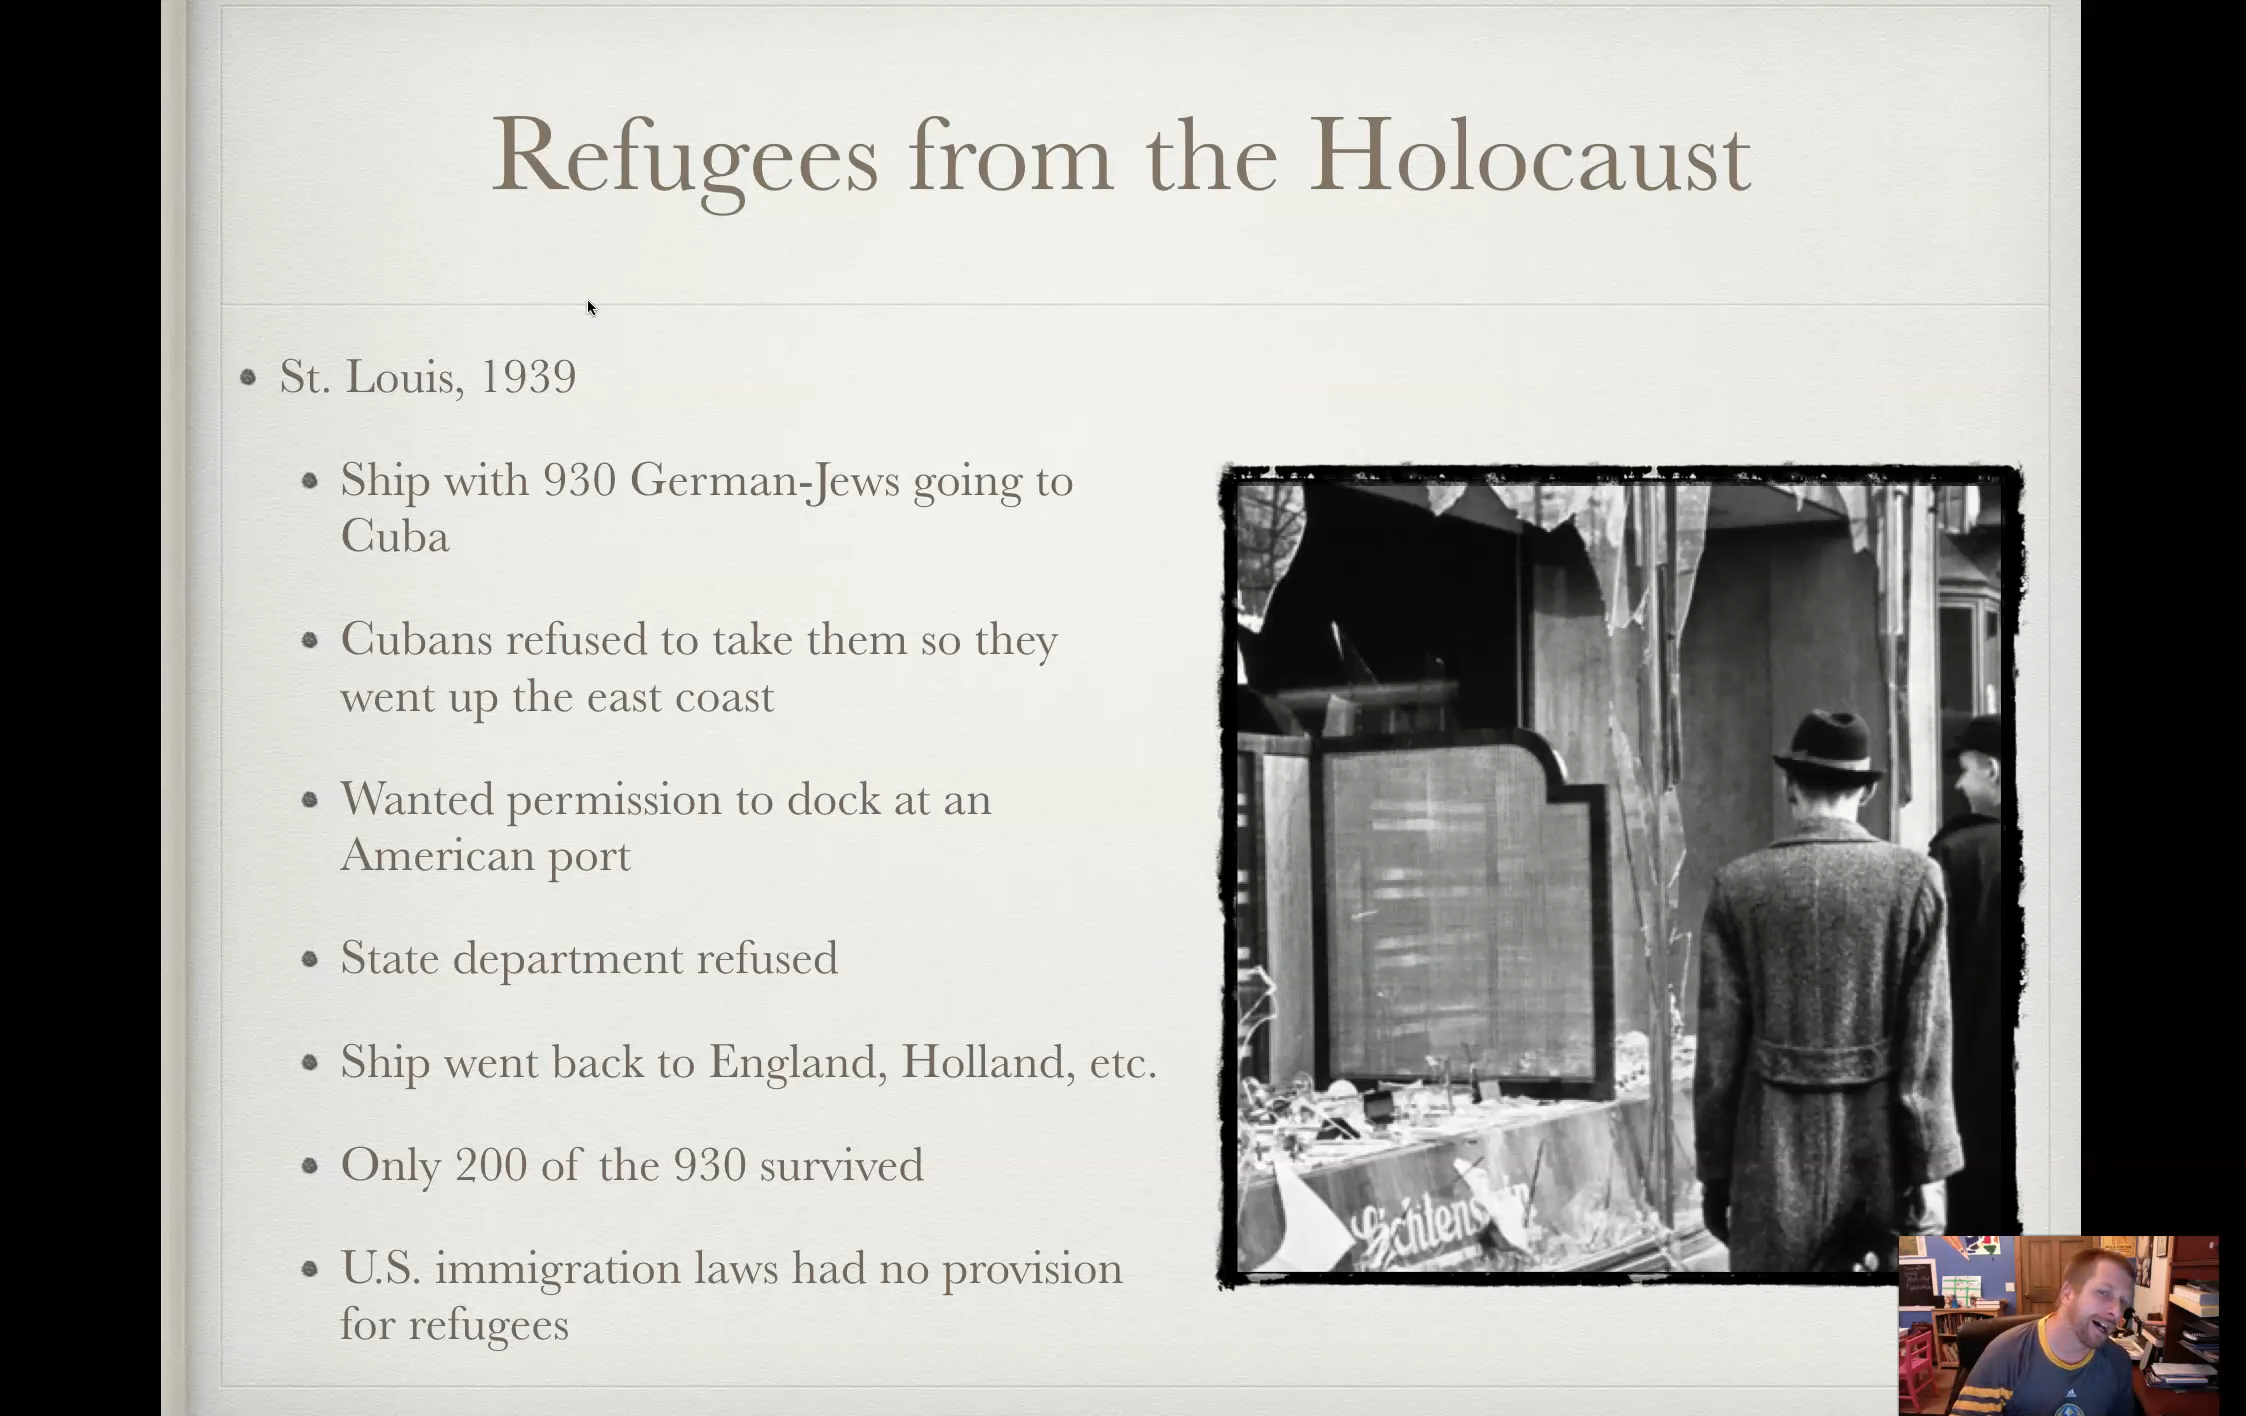 Refugees from the Holocaust
St. Louis, 1939
Ship with 930 German-Jews going to
Cuba
Cubans refused to take them so they
went up the east coast
Wanted permission to dock at an
American port
State department refused
Ship went back to England, Holland, etc.
Only 200 of the 930 survived
U.S. immigration laws had no provision
for refugees